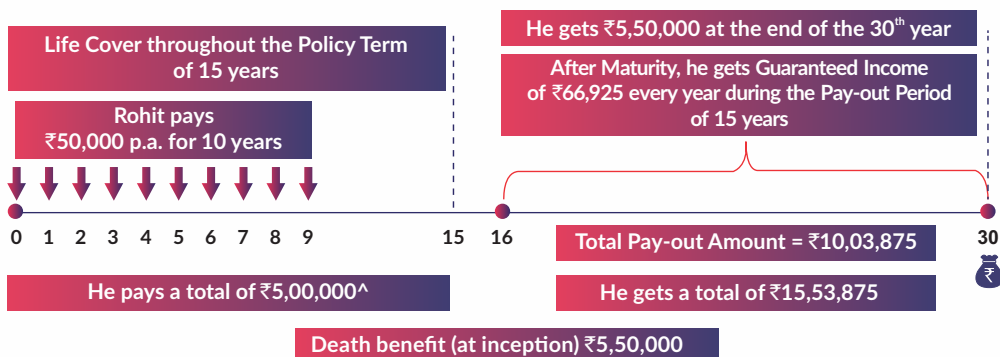 Life Cover throughout the Policy Term
of 15 years
Rohit pays
₹50,000 p.a. for 10 years
He gets ₹5,50,000 at the end of the 30th year
After Maturity, he gets Guaranteed Income
of ₹66,925 every year during the Pay-out Period
of 15 years
0 1 2 3 4 5 6 7 8 9 15 16 30
Total Pay-out Amount = ₹10,03,875
₹
He pays a total of ₹5,00,000^
He gets a total of ₹15,53,875
Death benefit (at inception) ₹5,50,000